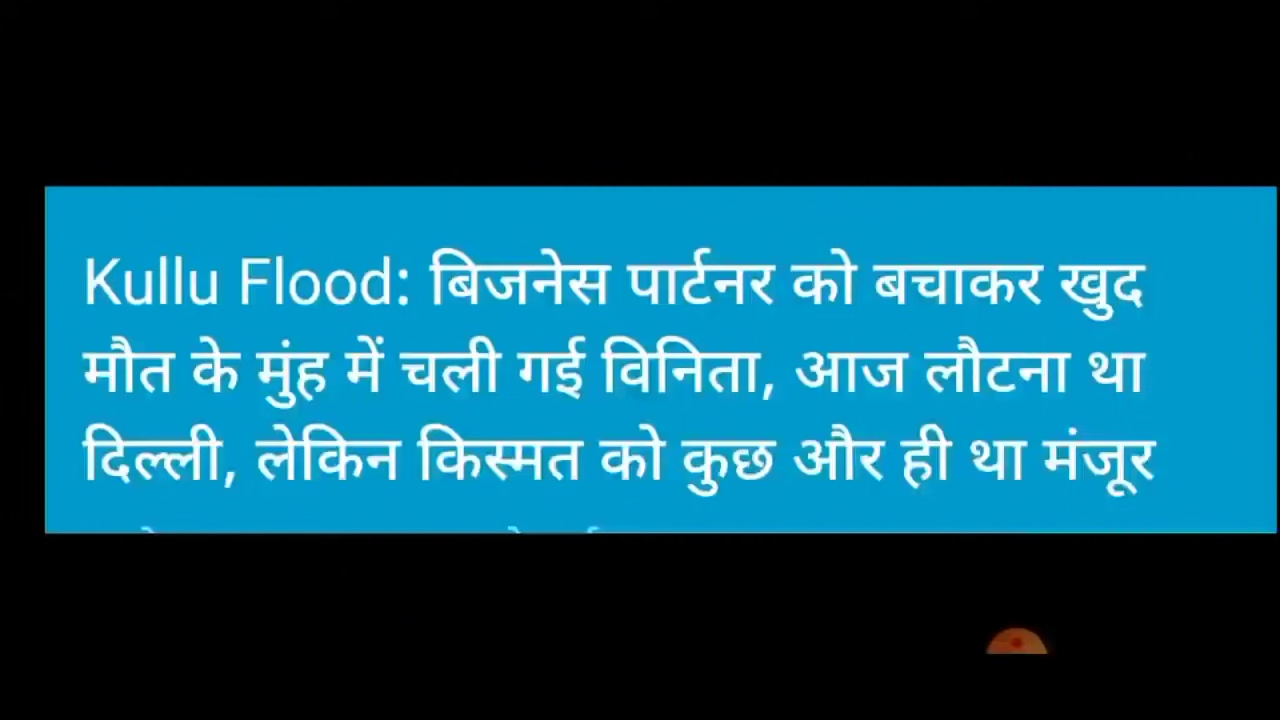 Kullu Flood: बिजनेस पार्टनर को बचाकर खुद
मौत के मुंह में चली गई विनिता, आज लौटना था
दिल्ली, लेकिन किस्मत को कुछ और ही था मंजूर